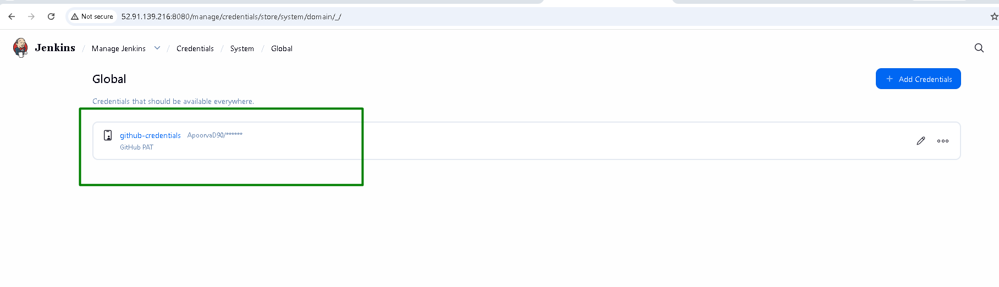 Not secure 52.91.139.216:8080/manage/credentials/store/system/domain/_/
Jenkins / Manage Jenkins / Credentials / System / Global
Global
+ Add Credentials
Credentials that should be available everywhere.
github-credentials ApoorvaD90/******
GitHub PAT